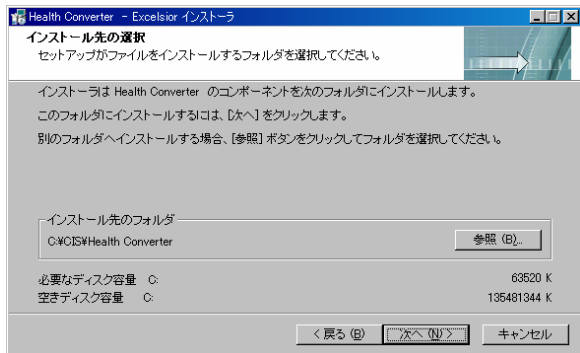 Health Converter - Excelsior インストーラ
インストール先の選択
セットアップがファイルをインストールするフォルダを選択してください。
インストーラは Health Converter のコンポーネントを次のフォルダにインストールします。
このフォルダにインストールするには、[次へ] をクリックします。
別のフォルダへインストールする場合、[参照] ボタンをクリックしてフォルダを選択してください。
インストール先のフォルダ
C:¥CIS¥Health Converter
参照 (B)...
必要なディスク容量 C: 63520 K
空きディスク容量 C: 135481344 K
< 戻る (B) 次へ (N) > キャンセル